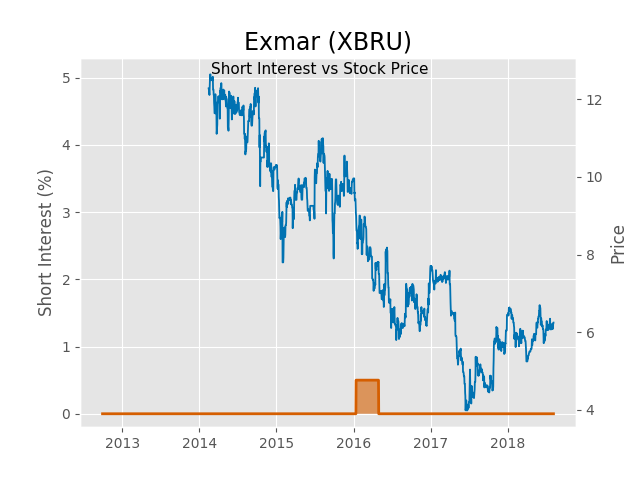 Exmar (XBRU)
Short Interest vs Stock Price
Short Interest (%)
5
4
3
2
1
0
12
10
8
6
4
Price
2013 2014 2015 2016 2017 2018